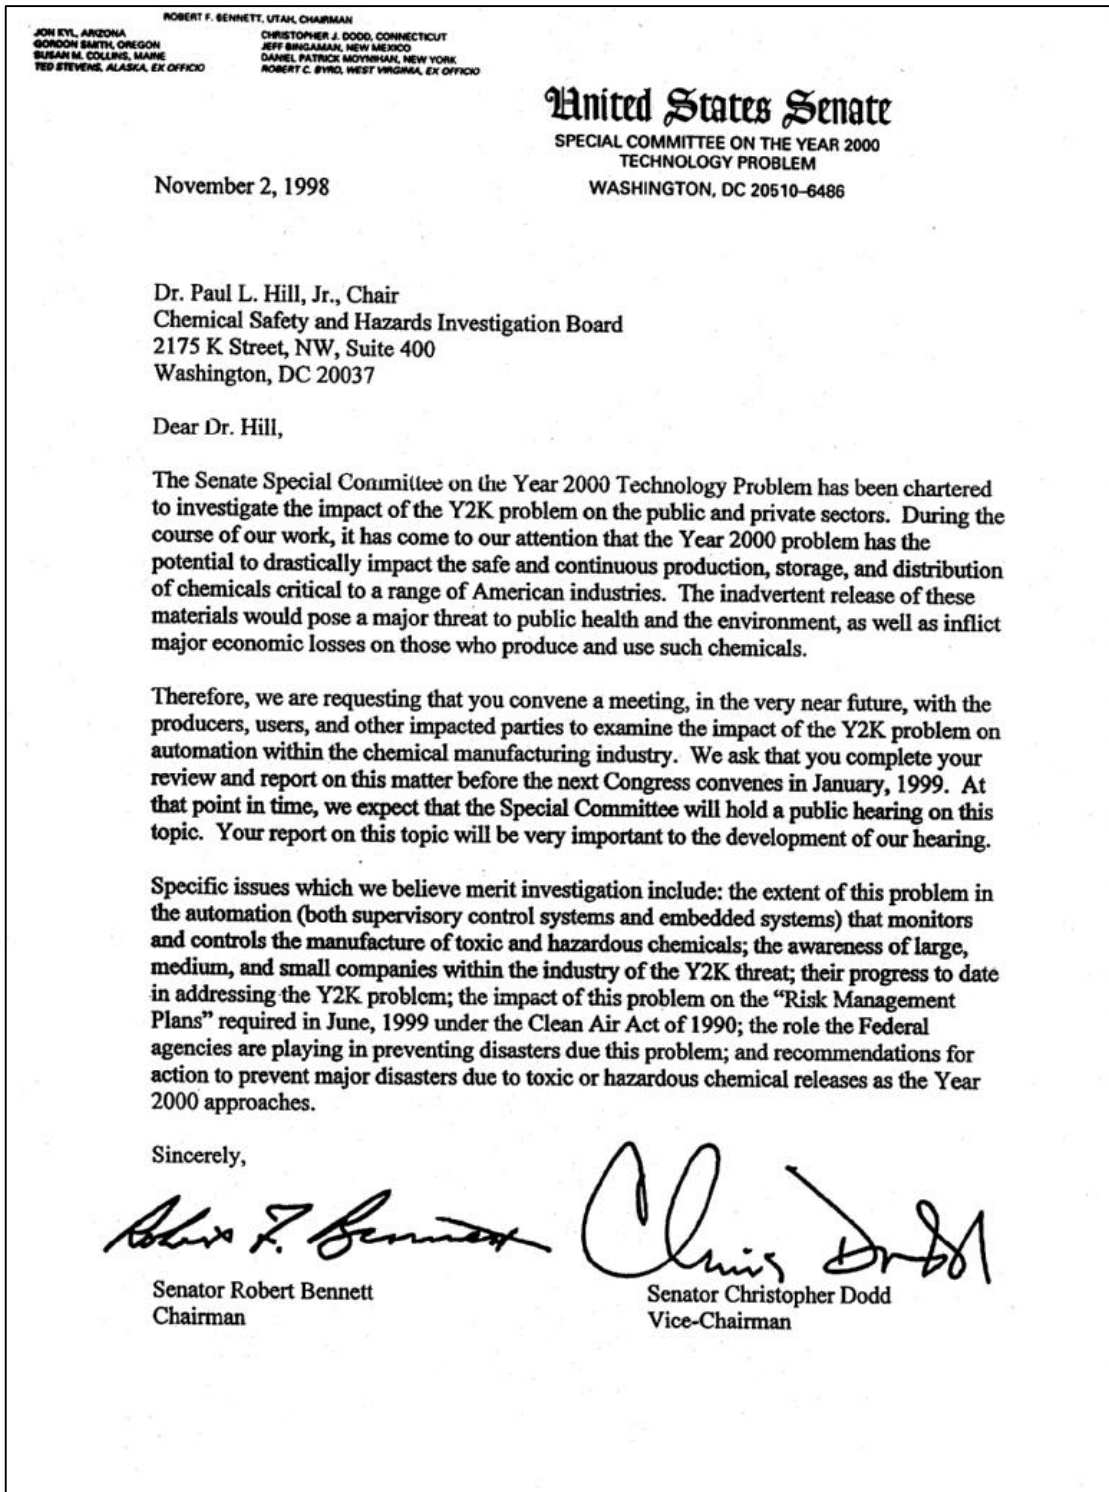 ROBERT F. BENNETT, UTAH, CHAIRMAN
JON KYL, ARIZONA
GORDON SMITH, OREGON
SUSAN M. COLLINS, MAINE
TED STEVENS, ALASKA, EX OFFICIO
CHRISTOPHER J. DODD, CONNECTICUT
JEFF BINGAMAN, NEW MEXICO
DANIEL PATRICK MOYNIHAN, NEW YORK
ROBERT C. BYRD, WEST VIRGINIA, EX OFFICIO
United States Senate
SPECIAL COMMITTEE ON THE YEAR 2000
TECHNOLOGY PROBLEM
WASHINGTON, DC 20510–6486
November 2, 1998
Dr. Paul L. Hill, Jr., Chair
Chemical Safety and Hazards Investigation Board
2175 K Street, NW, Suite 400
Washington, DC 20037
Dear Dr. Hill,
The Senate Special Committee on the Year 2000 Technology Problem has been chartered
to investigate the impact of the Y2K problem on the public and private sectors. During the
course of our work, it has come to our attention that the Year 2000 problem has the
potential to drastically impact the safe and continuous production, storage, and distribution
of chemicals critical to a range of American industries. The inadvertent release of these
materials would pose a major threat to public health and the environment, as well as inflict
major economic losses on those who produce and use such chemicals.
Therefore, we are requesting that you convene a meeting, in the very near future, with the
producers, users, and other impacted parties to examine the impact of the Y2K problem on
automation within the chemical manufacturing industry. We ask that you complete your
review and report on this matter before the next Congress convenes in January, 1999. At
that point in time, we expect that the Special Committee will hold a public hearing on this
topic. Your report on this topic will be very important to the development of our hearing.
Specific issues which we believe merit investigation include: the extent of this problem in
the automation (both supervisory control systems and embedded systems) that monitors
and controls the manufacture of toxic and hazardous chemicals; the awareness of large,
medium, and small companies within the industry of the Y2K threat; their progress to date
in addressing the Y2K problem; the impact of this problem on the “Risk Management
Plans” required in June, 1999 under the Clean Air Act of 1990; the role the Federal
agencies are playing in preventing disasters due this problem; and recommendations for
action to prevent major disasters due to toxic or hazardous chemical releases as the Year
2000 approaches.
Sincerely,
Robert F. Bennett
Chris Dodd
Senator Robert Bennett
Chairman
Senator Christopher Dodd
Vice-Chairman